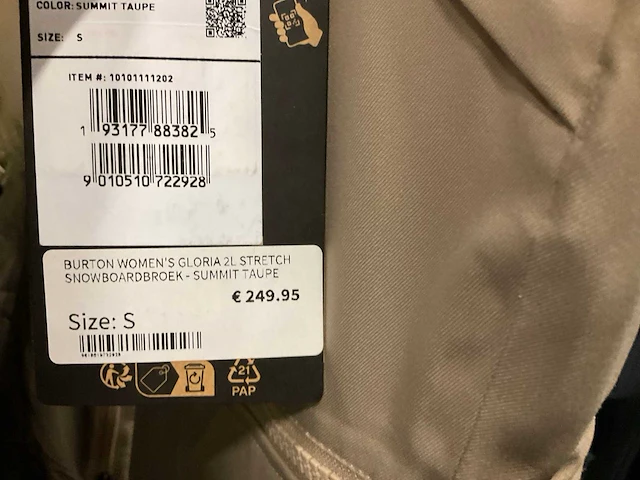 COLOR: SUMMIT TAUPE
SIZE: S
ITEM #: 10101111202
1 93177 88382 5
9 010510 722928
BURTON WOMEN'S GLORIA 2L STRETCH
SNOWBOARDBROEK - SUMMIT TAUPE
€ 249.95
Size: S
21
PAP